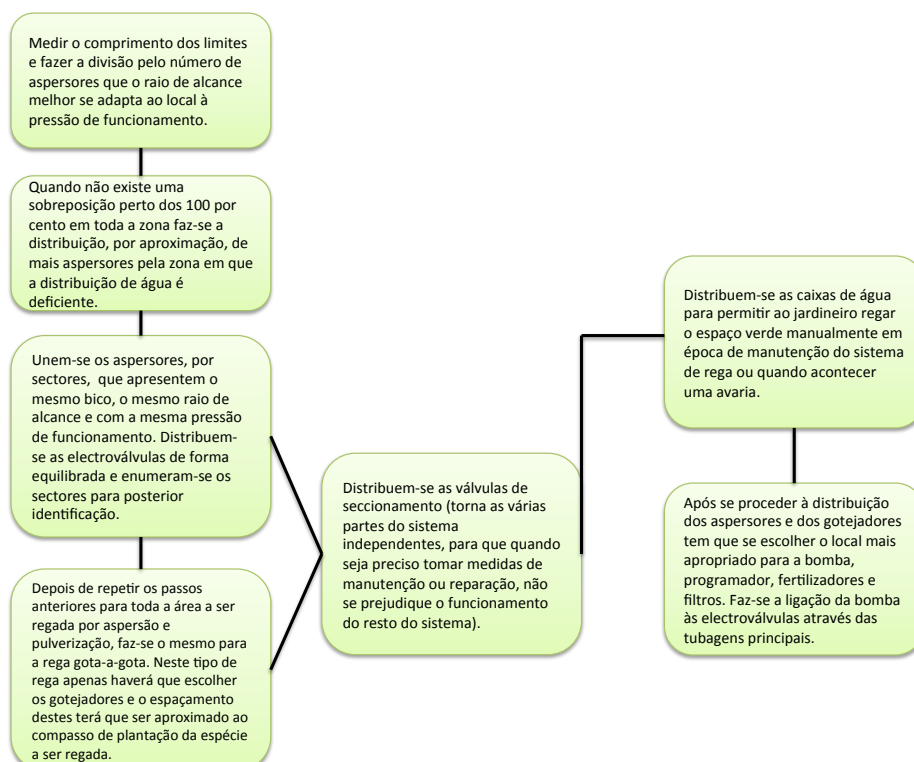 Medir o comprimento dos limites
e fazer a divisão pelo número de
aspersores que o raio de alcance
melhor se adapta ao local à
pressão de funcionamento.
Quando não existe uma
sobreposição perto dos 100 por
cento em toda a zona faz-se a
distribuição, por aproximação, de
mais aspersores pela zona em que
a distribuição de água é
deficiente.
Unem-se os aspersores, por
sectores, que apresentem o
mesmo bico, o mesmo raio de
alcance e com a mesma pressão
de funcionamento. Distribuem-
se as electroválvulas de forma
equilibrada e enumeram-se os
sectores para posterior
identificação.
Depois de repetir os passos
anteriores para toda a área a ser
regada por aspersão e
pulverização, faz-se o mesmo para
a rega gota-a-gota. Neste tipo de
rega apenas haverá que escolher
os gotejadores e o espaçamento
destes terá que ser aproximado ao
compasso de plantação da espécie
a ser regada.
Distribuem-se as válvulas de
seccionamento (torna as várias
partes do sistema
independentes, para que quando
seja preciso tomar medidas de
manutenção ou reparação, não
se prejudique o funcionamento
do resto do sistema).
Distribuem-se as caixas de água
para permitir ao jardineiro regar
o espaço verde manualmente em
época de manutenção do sistema
de rega ou quando acontecer
uma avaria.
Após se proceder à distribuição
dos aspersores e dos gotejadores
tem que se escolher o local mais
apropriado para a bomba,
programador, fertilizadores e
filtros. Faz-se a ligação da bomba
às electroválvulas através das
tubagens principais.